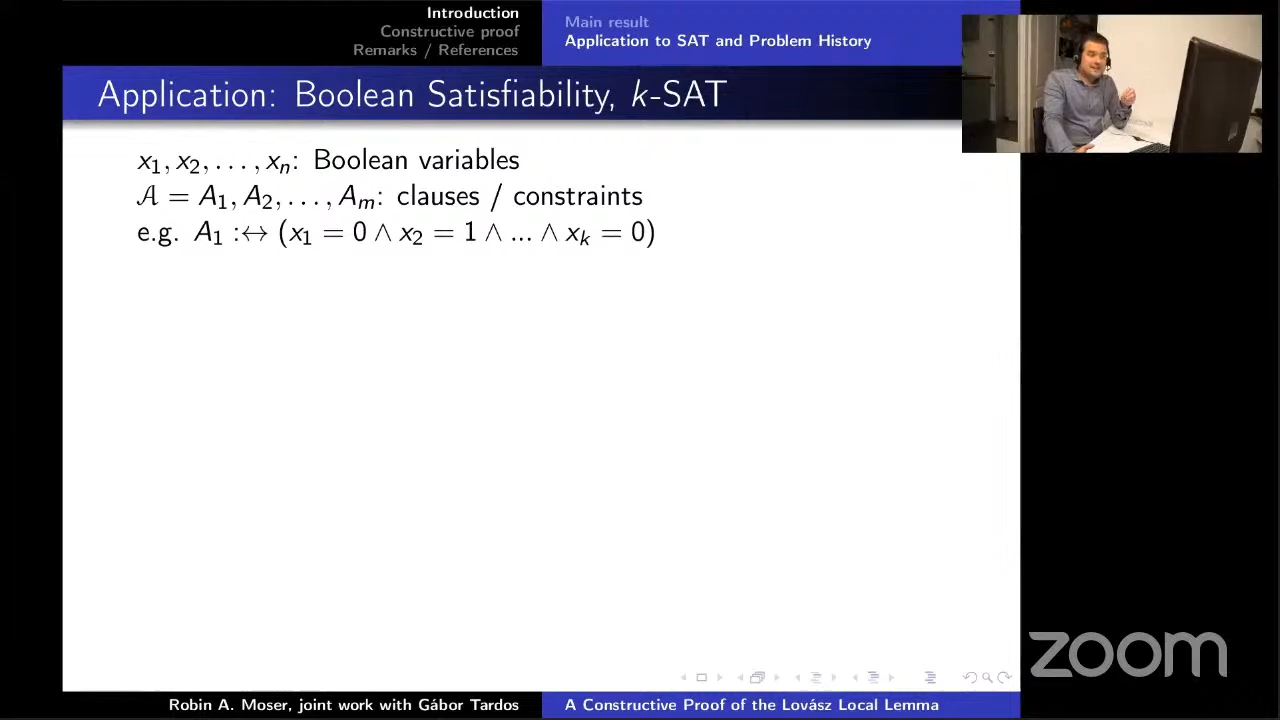 Introduction
Constructive proof
Remarks / References
Main result
Application to SAT and Problem History
Application: Boolean Satisfiability, k-SAT
x₁, x₂, . . . , xₙ: Boolean variables
𝒜 = A₁, A₂, . . . , Aₘ: clauses / constraints
e.g. A₁ :↔ (x₁ = 0 ∧ x₂ = 1 ∧ ... ∧ xₖ = 0)
zoom
Robin A. Moser, joint work with Gábor Tardos
A Constructive Proof of the Lovász Local Lemma